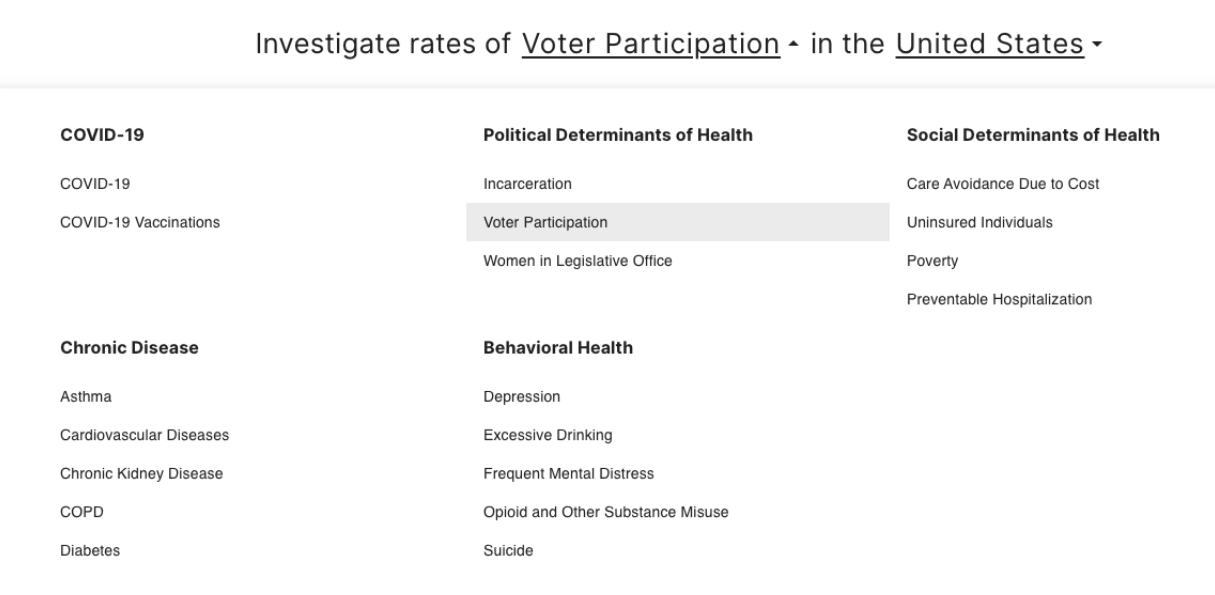 Investigate rates of Voter Participation in the United States
COVID-19
COVID-19
COVID-19 Vaccinations
Political Determinants of Health
Incarceration
Voter Participation
Women in Legislative Office
Social Determinants of Health
Care Avoidance Due to Cost
Uninsured Individuals
Poverty
Preventable Hospitalization
Chronic Disease
Asthma
Cardiovascular Diseases
Chronic Kidney Disease
COPD
Diabetes
Behavioral Health
Depression
Excessive Drinking
Frequent Mental Distress
Opioid and Other Substance Misuse
Suicide